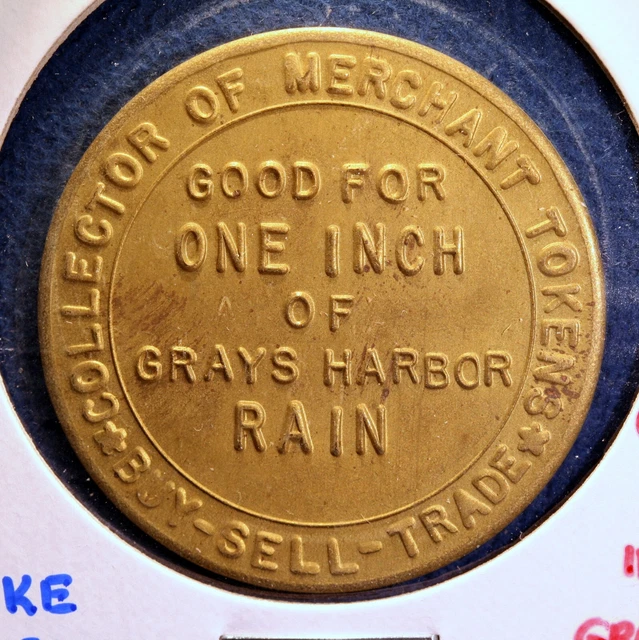 COLLECTOR OF MERCHANT TOKENS
GOOD FOR
ONE INCH
OF
GRAYS HARBOR
RAIN
BUY-SELL-TRADE
KE